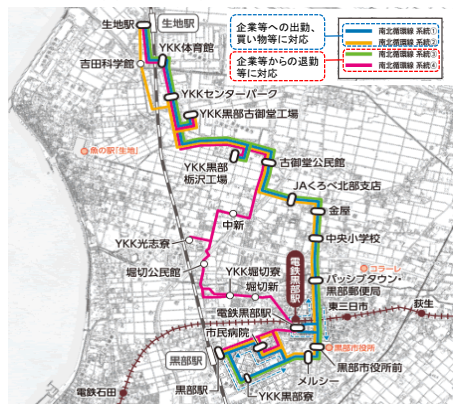 生地駅
生地駅
企業等への出勤、
買い物等に対応
企業等からの退勤
等に対応
南北循環線 系統①
南北循環線 系統②
南北循環線 系統③
南北循環線 系統④
YKK体育館
吉田科学館
YKKセンターパーク
YKK黒部古御堂工場
魚の駅「生地」
YKK黒部
栃沢工場
古御堂公民館
JAくろべ北部支店
金屋
中新
中央小学校
YKK光志寮
堀切公民館
電鉄黒部駅
コラーレ
YKK堀切寮
堀切新
パッシブタウン・
黒部郵便局
荻生
電鉄黒部駅
東三日市
市民病院
黒部市役所
黒部駅
黒部市役所前
メルシー
電鉄石田
黒部駅
YKK黒部寮